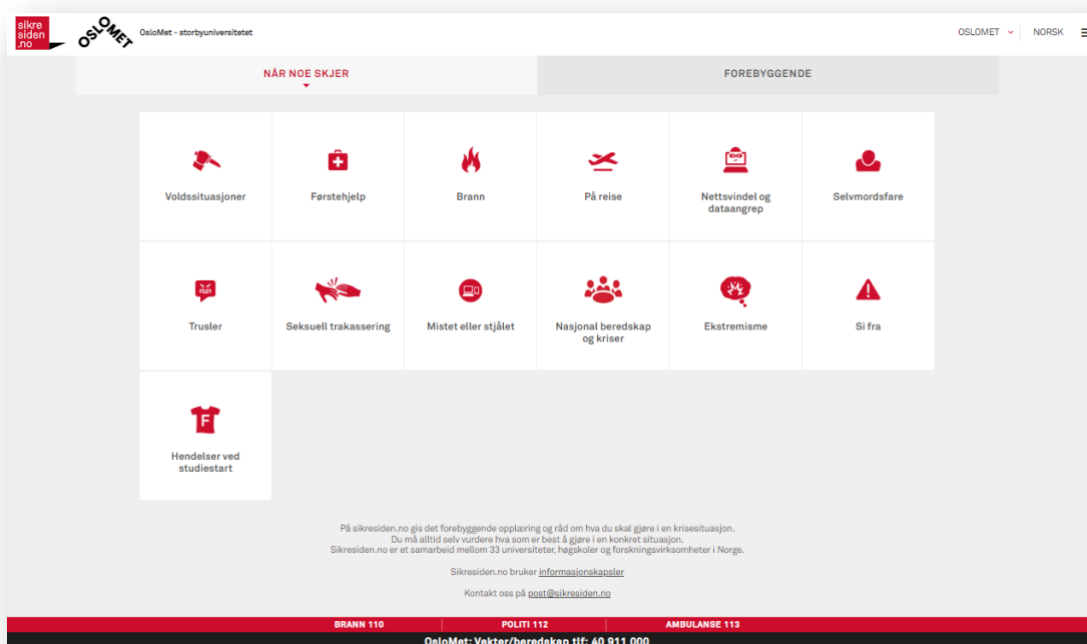 sikre
siden
.no
OSLOMET
OsloMet - storbyuniversitetet
OSLOMET
NORSK
NÅR NOE SKJER
FOREBYGGENDE
Voldssituasjoner
Førstehjelp
Brann
På reise
Nettsvindel og
dataangrep
Selvmordsfare
Trusler
Seksuell trakassering
Mistet eller stjålet
Nasjonal beredskap
og kriser
Ekstremisme
Si fra
F
Hendelser ved
studiestart
På sikresiden.no gis det forebyggende opplæring og råd om hva du skal gjøre i en krisesituasjon.
Du må alltid selv vurdere hva som er best å gjøre i en konkret situasjon.
Sikresiden.no er et samarbeid mellom 33 universiteter, høgskoler og forskningsvirksomheter i Norge.
Sikresiden.no bruker informasjonskapsler
Kontakt oss på post@sikresiden.no
BRANN 110
POLITI 112
AMBULANSE 113
OsloMet: Vekter/beredskap tlf: 40 911 000